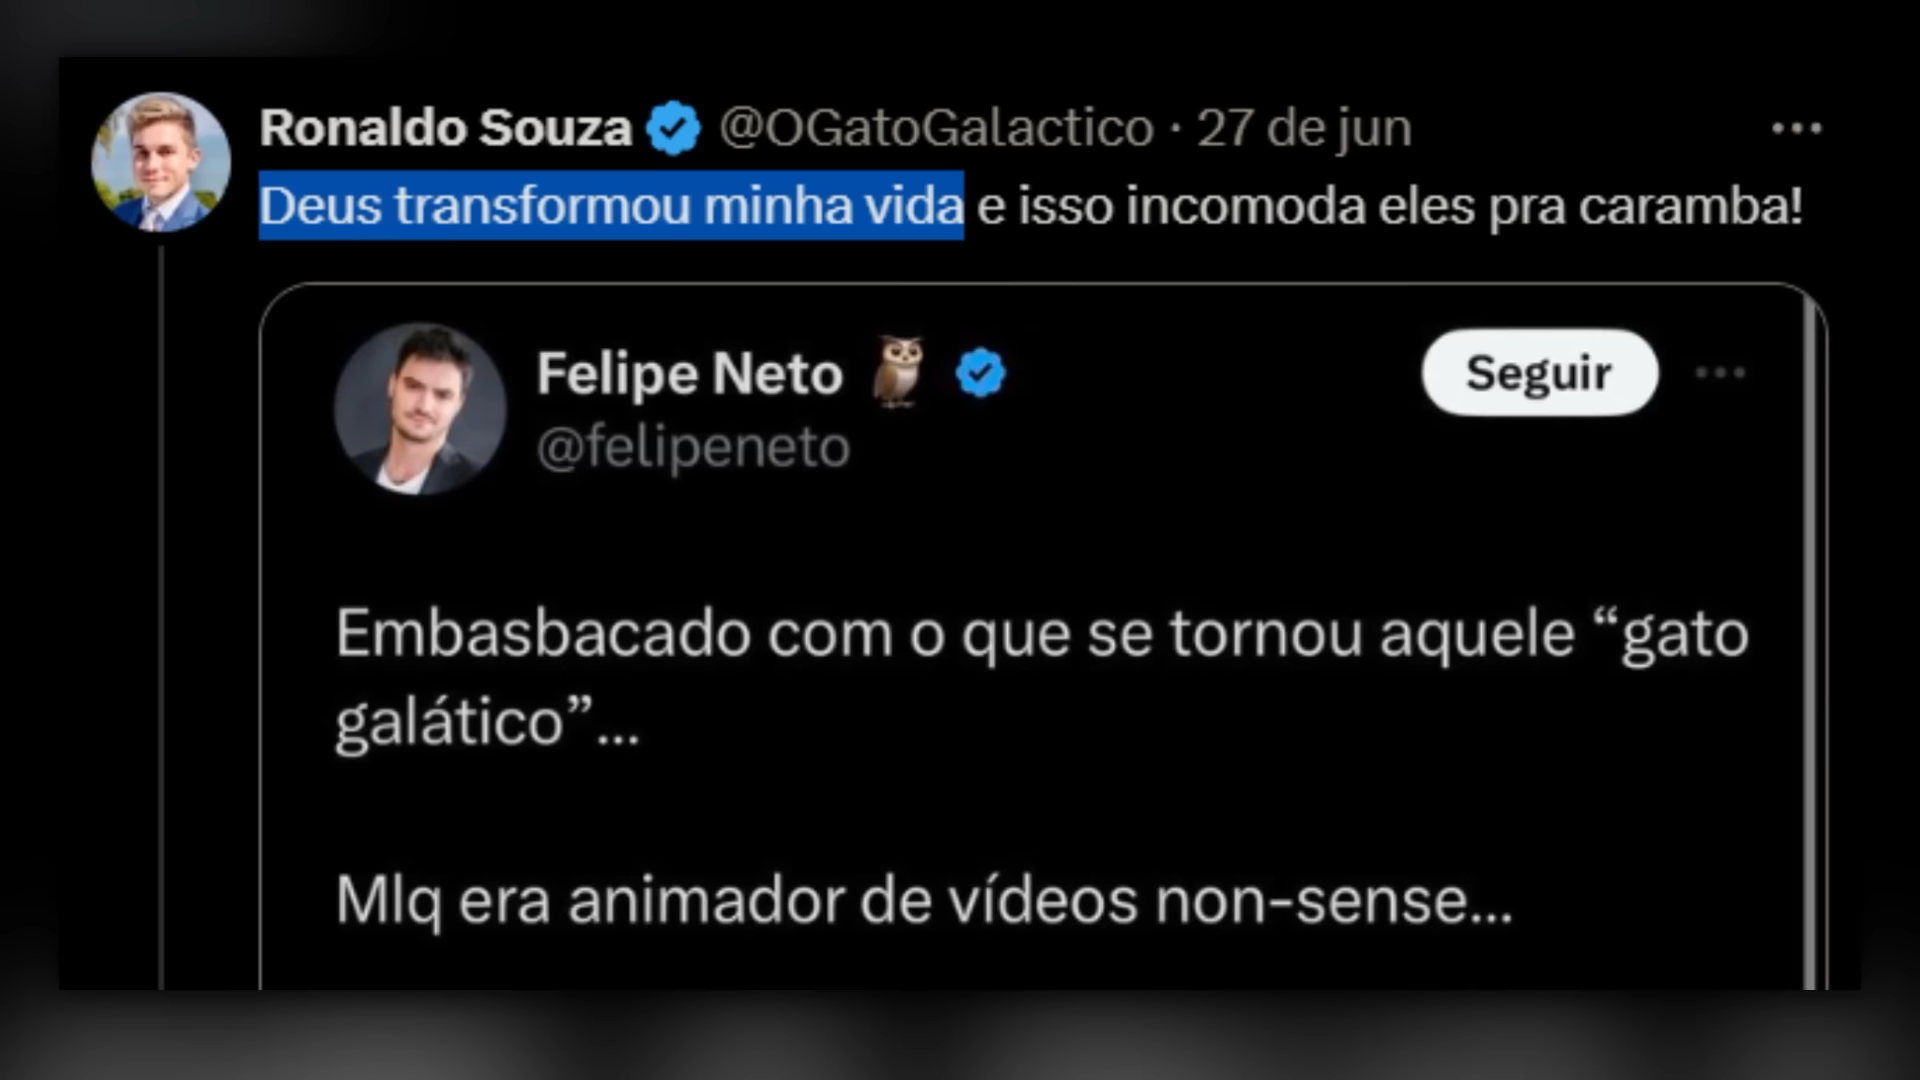 Ronaldo Souza @OGatoGalactico · 27 de jun
Deus transformou minha vida e isso incomoda eles pra caramba!
Felipe Neto 🦉
Seguir
@felipeneto
Embasbacado com o que se tornou aquele “gato
galático”...
Mlq era animador de vídeos non-sense...